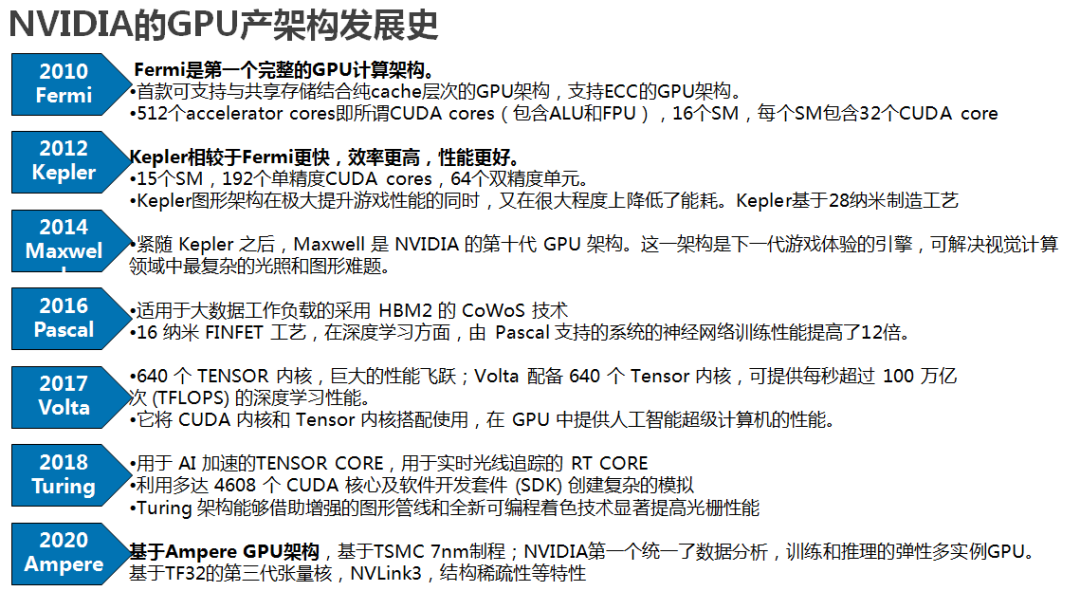 NVIDIA的GPU产架构发展史
2010
Fermi
Fermi是第一个完整的GPU计算架构。
•首款可支持与共享存储结合纯cache层次的GPU架构，支持ECC的GPU架构。
•512个accelerator cores即所谓CUDA cores（包含ALU和FPU），16个SM，每个SM包含32个CUDA core
2012
Kepler
Kepler相较于Fermi更快，效率更高，性能更好。
•15个SM，192个单精度CUDA cores，64个双精度单元。
•Kepler图形架构在极大提升游戏性能的同时，又在很大程度上降低了能耗。Kepler基于28纳米制造工艺
2014
Maxwel
l
•紧随 Kepler 之后，Maxwell 是 NVIDIA 的第十代 GPU 架构。这一架构是下一代游戏体验的引擎，可解决视觉计算
领域中最复杂的光照和图形难题。
2016
Pascal
•适用于大数据工作负载的采用 HBM2 的 CoWoS 技术
•16 纳米 FINFET 工艺，在深度学习方面，由 Pascal 支持的系统的神经网络训练性能提高了12倍。
2017
Volta
•640 个 TENSOR 内核，巨大的性能飞跃；Volta 配备 640 个 Tensor 内核，可提供每秒超过 100 万亿
次 (TFLOPS) 的深度学习性能。
•它将 CUDA 内核和 Tensor 内核搭配使用，在 GPU 中提供人工智能超级计算机的性能。
2018
Turing
•用于 AI 加速的TENSOR CORE，用于实时光线追踪的 RT CORE
•利用多达 4608 个 CUDA 核心及软件开发套件 (SDK) 创建复杂的模拟
•Turing 架构能够借助增强的图形管线和全新可编程着色技术显著提高光栅性能
2020
Ampere
基于Ampere GPU架构，基于TSMC 7nm制程；NVIDIA第一个统一了数据分析，训练和推理的弹性多实例GPU。
基于TF32的第三代张量核，NVLink3，结构稀疏性等特性